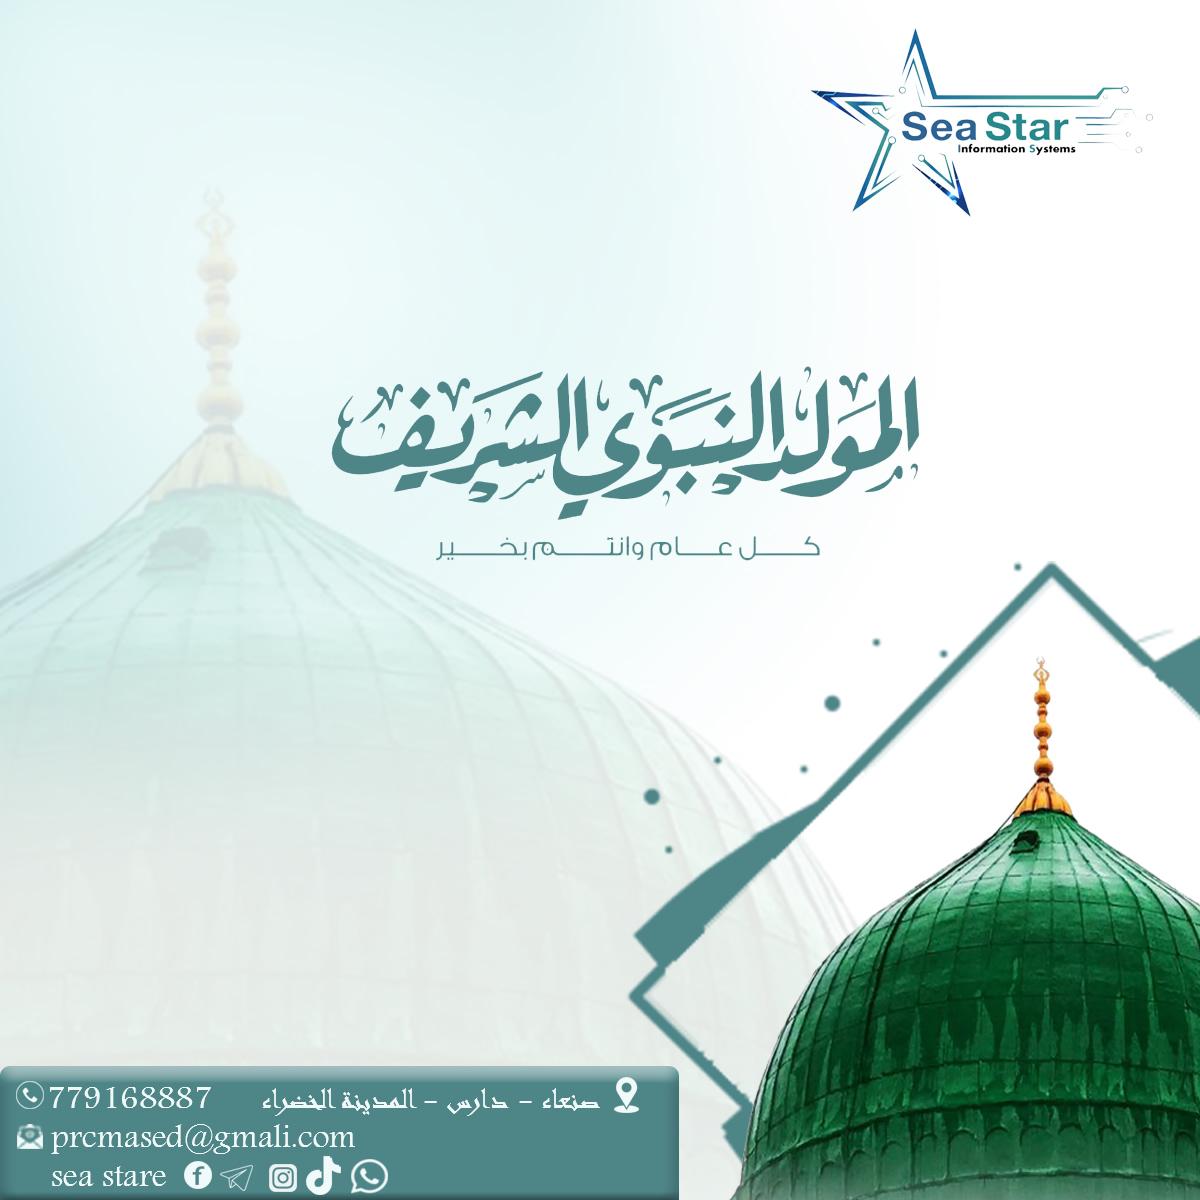 Sea Star
Information Systems
المولد النبوي الشريف
كل عام وانتم بخير
779168887 صنعاء - دارس - المدينة الخضراء
prcmased@gmali.com
sea stare